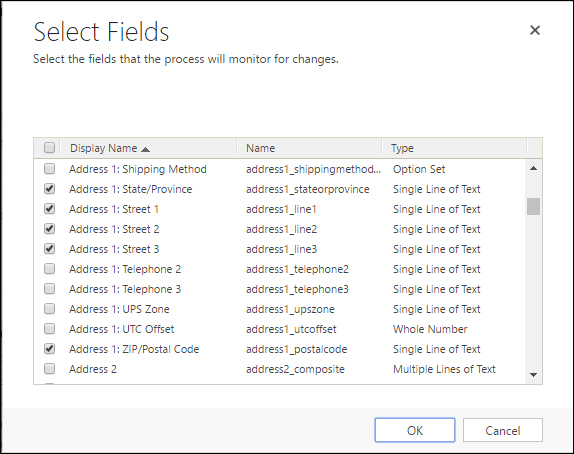 Select Fields
Select the fields that the process will monitor for changes.
Display Name Name Type
Address 1: Shipping Method address1_shippingmethod... Option Set
Address 1: State/Province address1_stateorprovince Single Line of Text
Address 1: Street 1 address1_line1 Single Line of Text
Address 1: Street 2 address1_line2 Single Line of Text
Address 1: Street 3 address1_line3 Single Line of Text
Address 1: Telephone 2 address1_telephone2 Single Line of Text
Address 1: Telephone 3 address1_telephone3 Single Line of Text
Address 1: UPS Zone address1_upszone Single Line of Text
Address 1: UTC Offset address1_utcoffset Whole Number
Address 1: ZIP/Postal Code address1_postalcode Single Line of Text
Address 2 address2_composite Multiple Lines of Text
OK Cancel